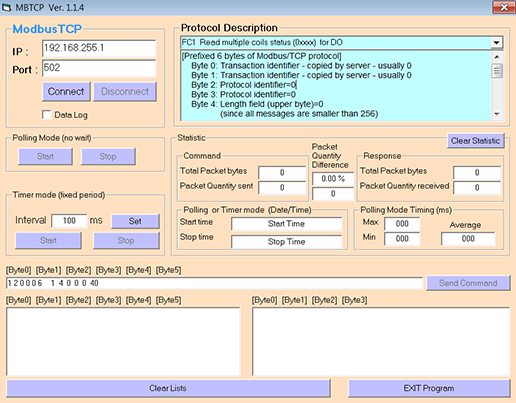 MBTCP Ver. 1.1.4
ModbusTCP
IP : 192.168.255.1
Port : 502
Connect Disconnect
Data Log
Protocol Description
FC1 Read multiple coils status (0xxxx) for DO
[Prefixed 6 bytes of Modbus/TCP protocol]
Byte 0: Transaction identifier - copied by server - usually 0
Byte 1: Transaction identifier - copied by server - usually 0
Byte 2: Protocol identifier=0
Byte 3: Protocol identifier=0
Byte 4: Length field (upper byte)=0
(since all messages are smaller than 256)
Polling Mode (no wait)
Start Stop
Timer mode (fixed period)
Interval 100 ms Set
Start Stop
Statistic
Clear Statistic
Command
Total Packet bytes 0
Packet Quantity sent 0
Packet
Quantity
Difference
0.00 %
0
Response
Total Packet bytes 0
Packet Quantity received 0
Polling or Timer mode (Date/Time)
Start time Start Time
Stop time Stop Time
Polling Mode Timing (ms)
Max 000 Average
Min 000 000
[Byte0] [Byte1] [Byte2] [Byte3] [Byte4] [Byte5]
1 2 0 0 0 6 1 4 0 0 0 40
Send Command
[Byte0] [Byte1] [Byte2] [Byte3] [Byte4] [Byte5]
[Byte0] [Byte1] [Byte2] [Byte3]
Clear Lists
EXIT Program